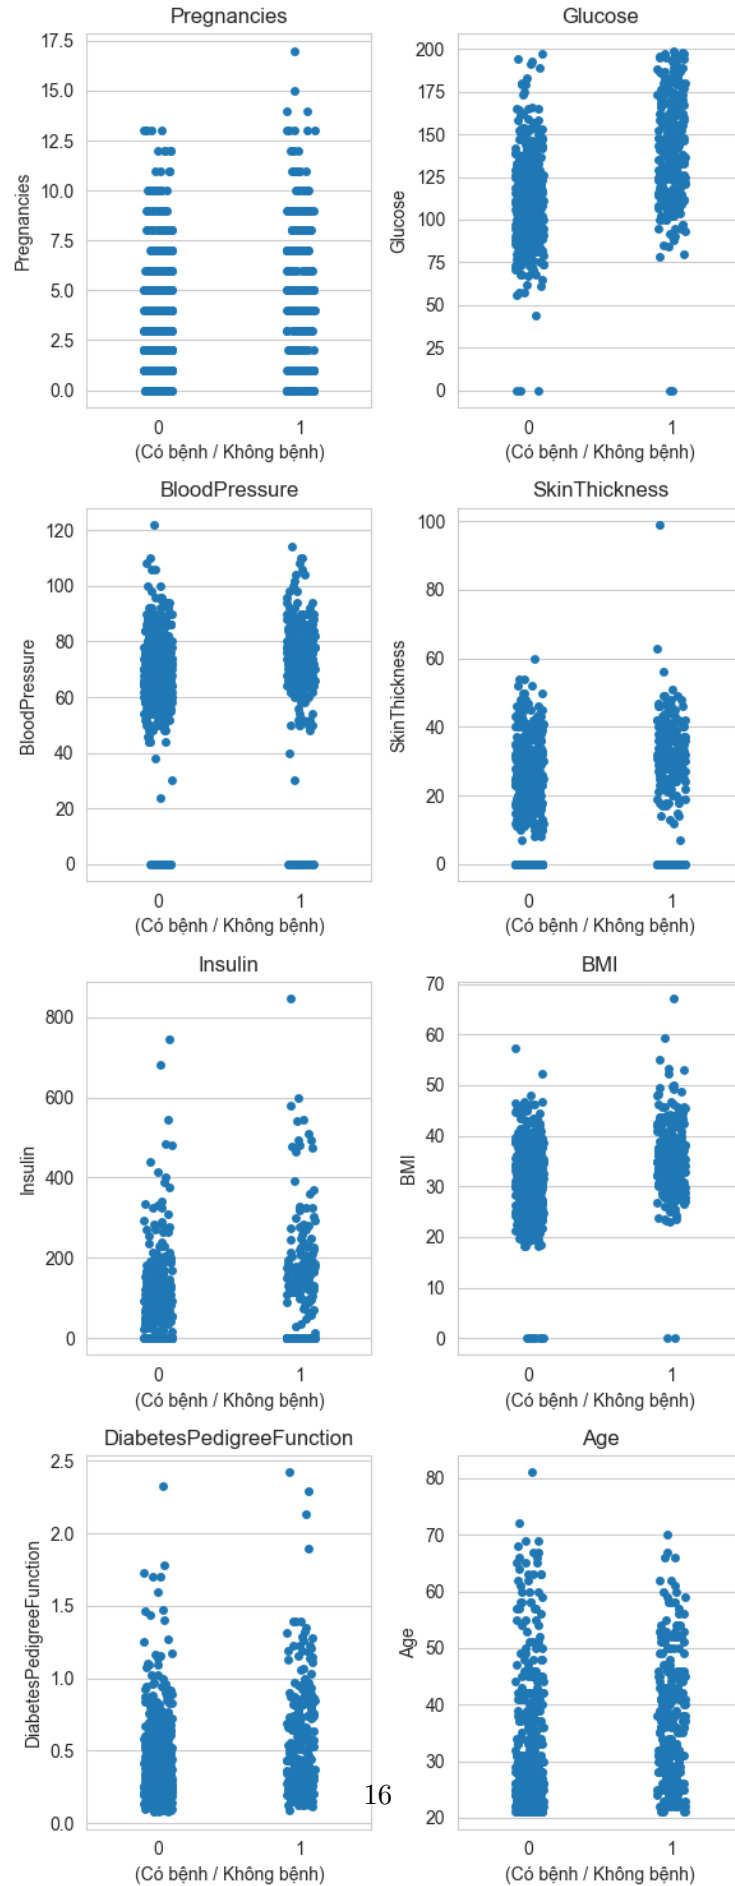 Pregnancies
17.5
15.0
12.5
10.0
7.5
5.0
2.5
0.0
Pregnancies
0 1
(Có bệnh / Không bệnh)
Glucose
200
175
150
125
100
75
50
25
0
Glucose
0 1
(Có bệnh / Không bệnh)
BloodPressure
120
100
80
60
40
20
0
BloodPressure
0 1
(Có bệnh / Không bệnh)
SkinThickness
100
80
60
40
20
0
SkinThickness
0 1
(Có bệnh / Không bệnh)
Insulin
800
600
400
200
0
Insulin
0 1
(Có bệnh / Không bệnh)
BMI
70
60
50
40
30
20
10
0
BMI
0 1
(Có bệnh / Không bệnh)
DiabetesPedigreeFunction
2.5
2.0
1.5
1.0
0.5
0.0
DiabetesPedigreeFunction
0 1
(Có bệnh / Không bệnh)
Age
80
70
60
50
40
30
20
Age
0 1
(Có bệnh / Không bệnh)
16